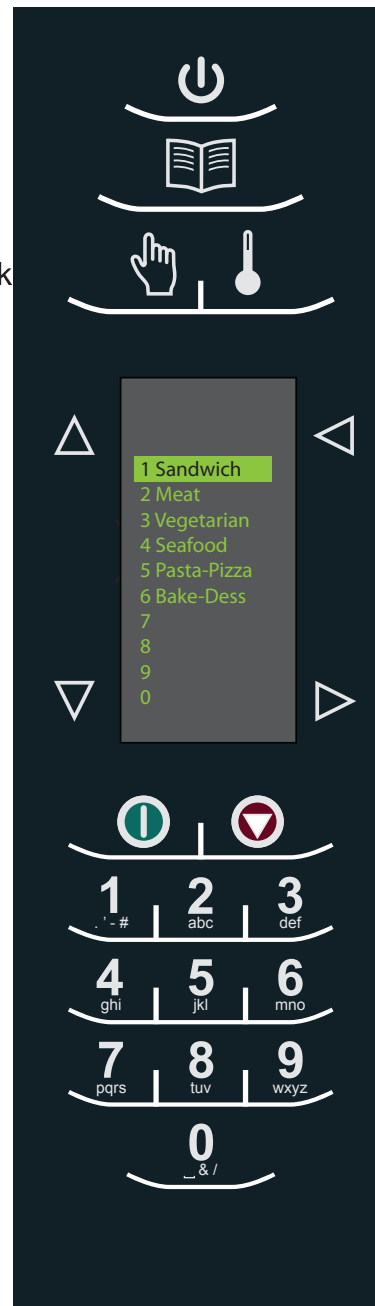 k
1 Sandwich
2 Meat
3 Vegetarian
4 Seafood
5 Pasta-Pizza
6 Bake-Dess
7
8
9
0
1 2 3
. ' - # abc def
4 5 6
ghi jkl mno
7 8 9
pqrs tuv wxyz
0
⎵ & /